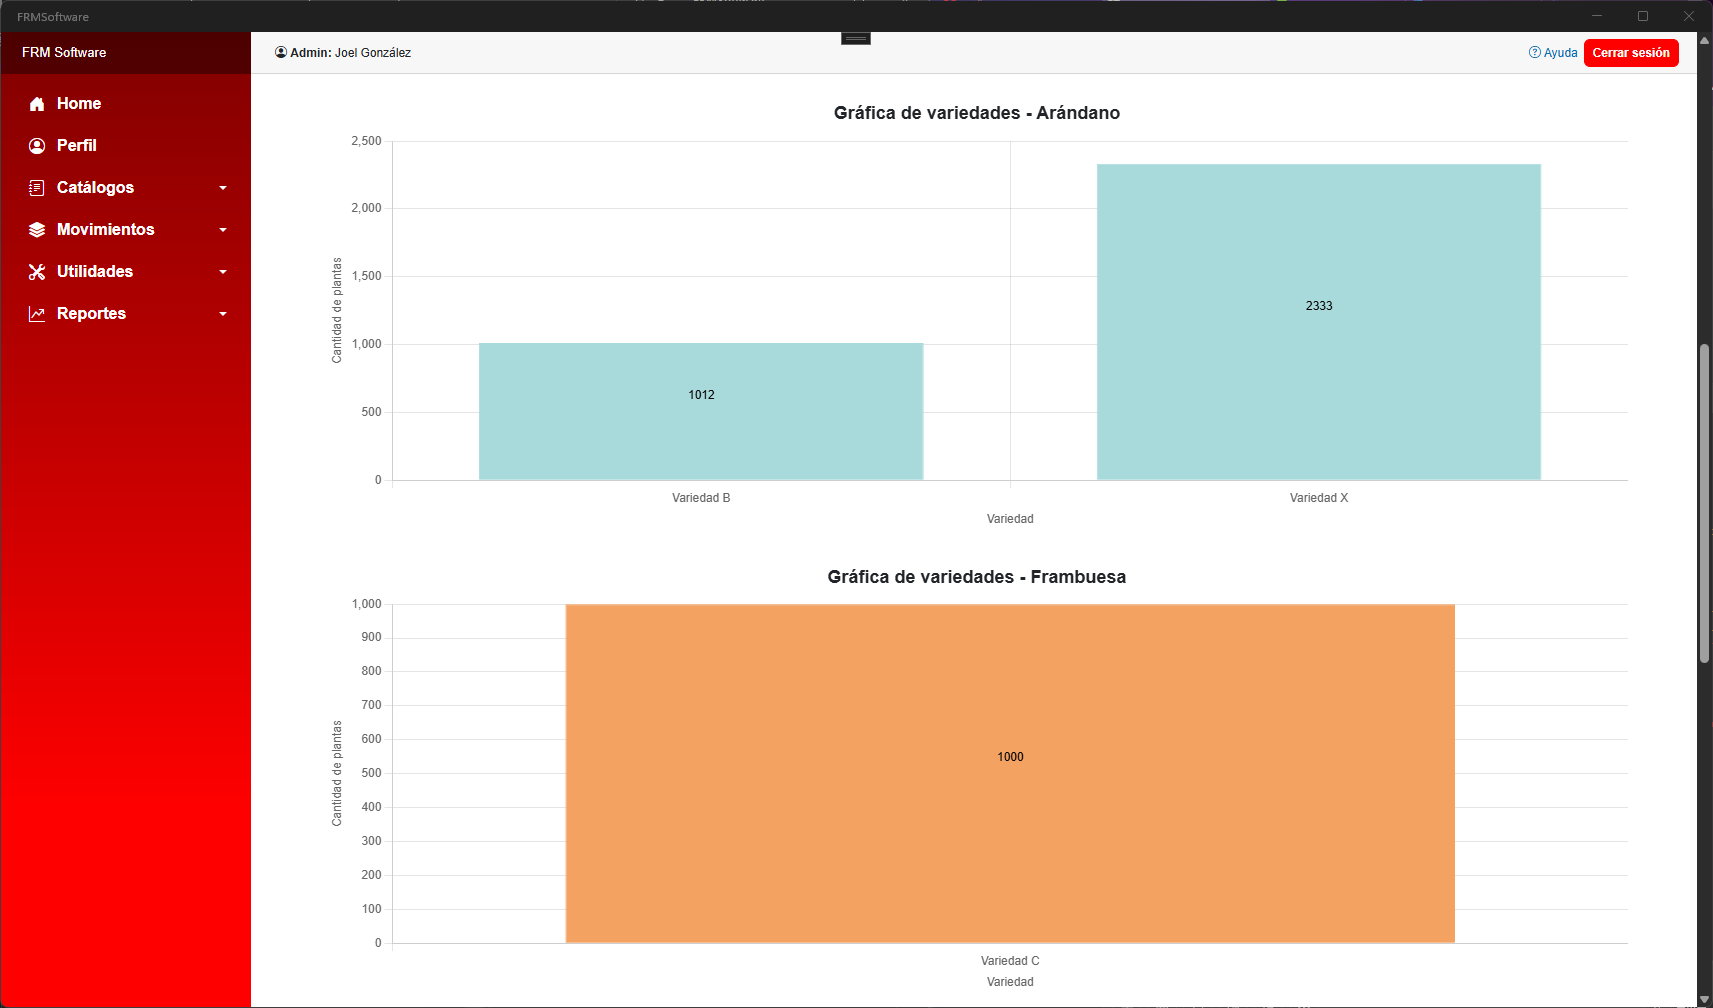 FRMSoftware
FRM Software
Admin: Joel González
Ayuda
Cerrar sesión
Home
Perfil
Catálogos
Movimientos
Utilidades
Reportes
Gráfica de variedades - Arándano
2,500
2,000
1,500
1,000
500
0
Cantidad de plantas
1012
2333
Variedad B
Variedad X
Variedad
Gráfica de variedades - Frambuesa
1,000
900
800
700
600
500
400
300
200
100
0
Cantidad de plantas
1000
Variedad C
Variedad